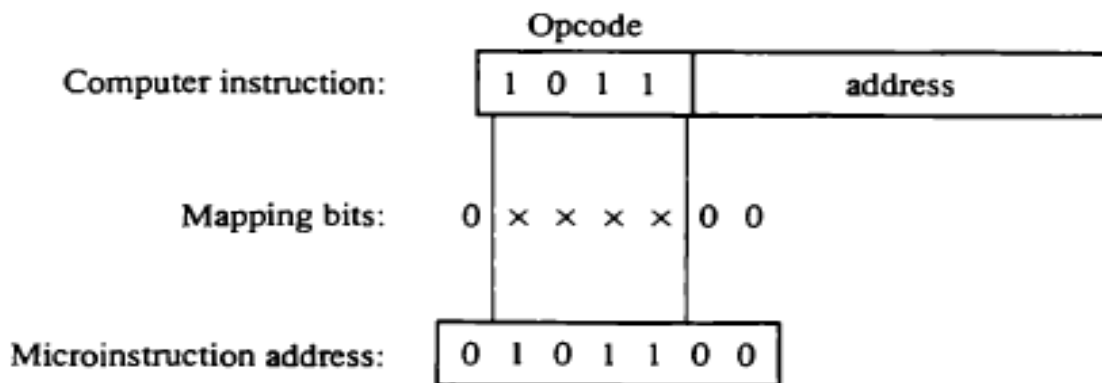 Opcode
Computer instruction: 1 0 1 1 address
Mapping bits: 0 × × × × 0 0
Microinstruction address: 0 1 0 1 1 0 0